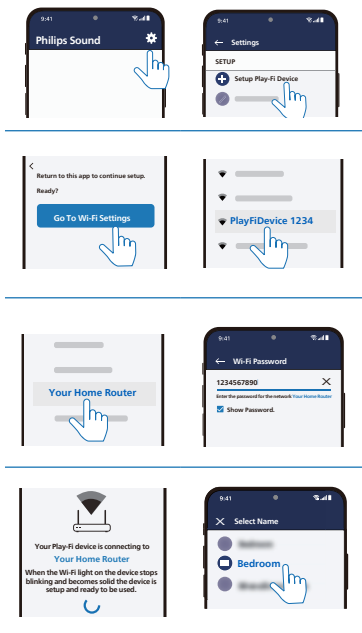 9:41
Philips Sound
9:41
Settings
SETUP
Setup Play-Fi Device
Return to this app to continue setup.
Ready?
Go To Wi-Fi Settings
PlayFiDevice 1234
Your Home Router
9:41
Wi-Fi Password
1234567890
Enter the password for the network Your Home Router
Show Password.
Your Play-Fi device is connecting to
Your Home Router
When the Wi-Fi light on the device stops
blinking and becomes solid the device is
setup and ready to be used.
9:41
Select Name
Bedroom